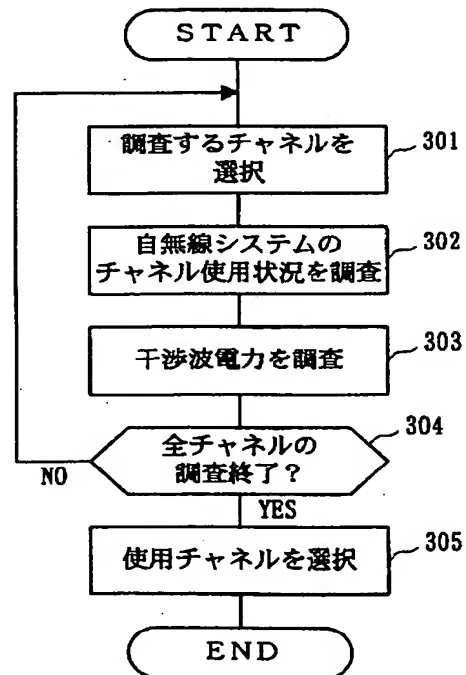 START
調査するチャネルを
選択
301
自無線システムの
チャネル使用状況を調査
302
干渉波電力を調査
303
全チャネルの
調査終了?
304
NO
YES
使用チャネルを選択
305
END